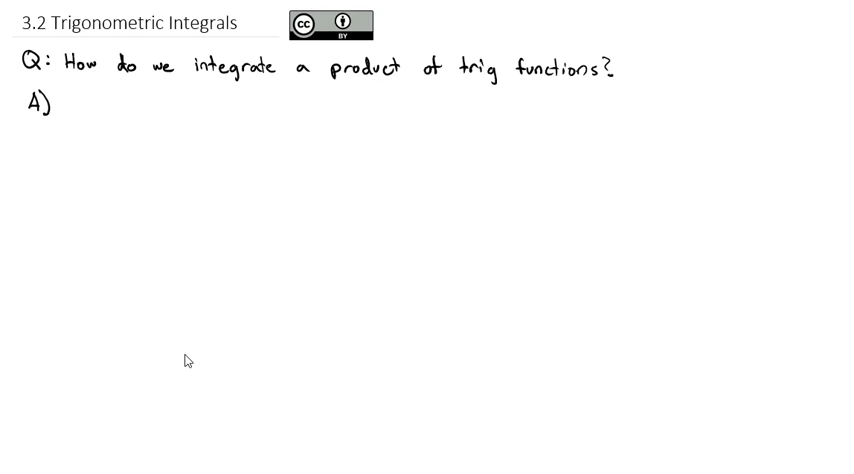 3.2 Trigonometric Integrals
CC BY
Q: How do we integrate a product of trig functions?
A)